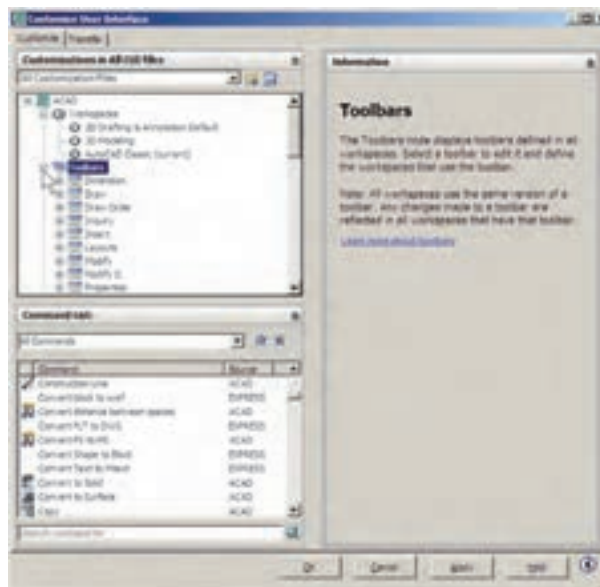 Customize User Interface
Customize
Transfer
Customizations in All CUI files
All Customization Files
ACAD
Workspaces
2D Drafting & Annotation Default
3D Modeling
AutoCAD Classic (current)
Toolbars
Dimension
Draw
Draw Order
Inquiry
Insert
Layouts
Modify
Modify II
Properties
Command List:
All Commands
Command Source
Construction Line ACAD
Convert block to xref EXPRESS
Convert distance between spaces ACAD
Convert PLT to DWG EXPRESS
ACAD
Convert Shape to Block EXPRESS
Convert Text to Mtext EXPRESS
Convert to Solid ACAD
Convert to Surface ACAD
Copy ACAD
Information
Toolbars
The Toolbars node displays toolbars defined in all
workspaces. Select a toolbar to edit it and define
the workspaces that use the toolbar.
Note: All workspaces use the same version of a
toolbar. Any changes made to a toolbar are
reflected in all workspaces that have that toolbar.
Learn more about toolbars
OK
Cancel
Apply
Help